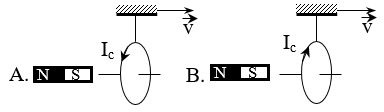 v v
I_c I_c
A. N S B. N S